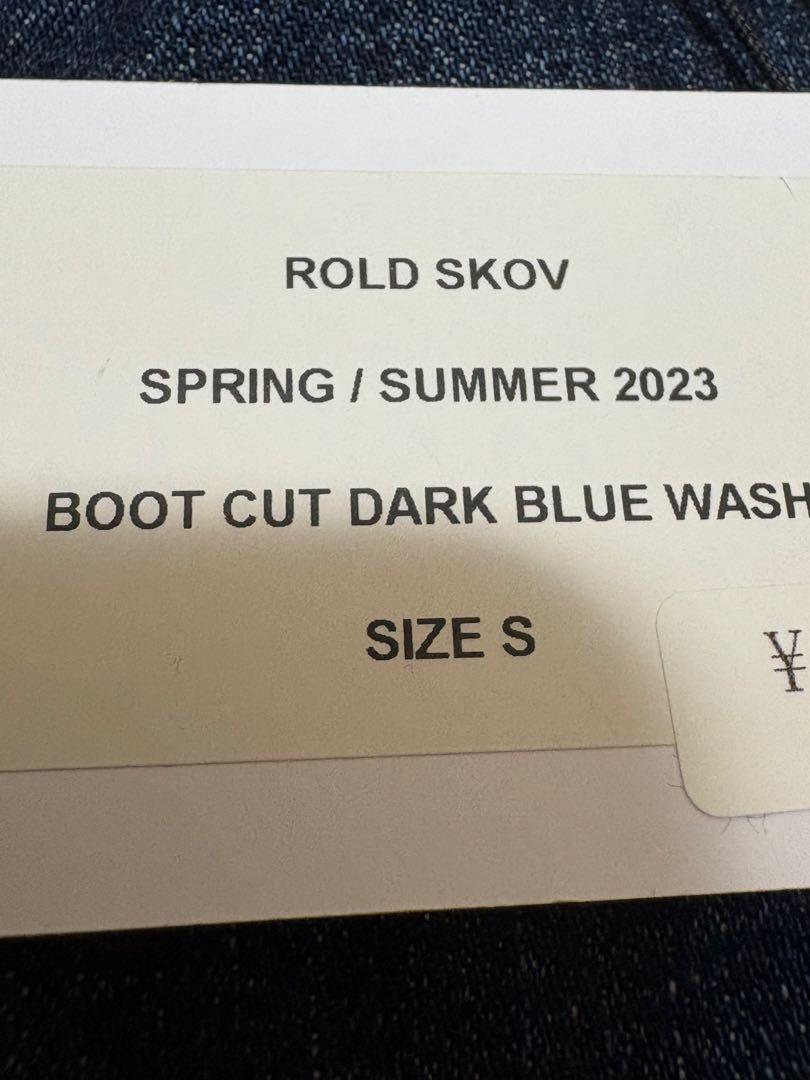 ROLD SKOV
SPRING / SUMMER 2023
BOOT CUT DARK BLUE WASH
SIZE S
¥